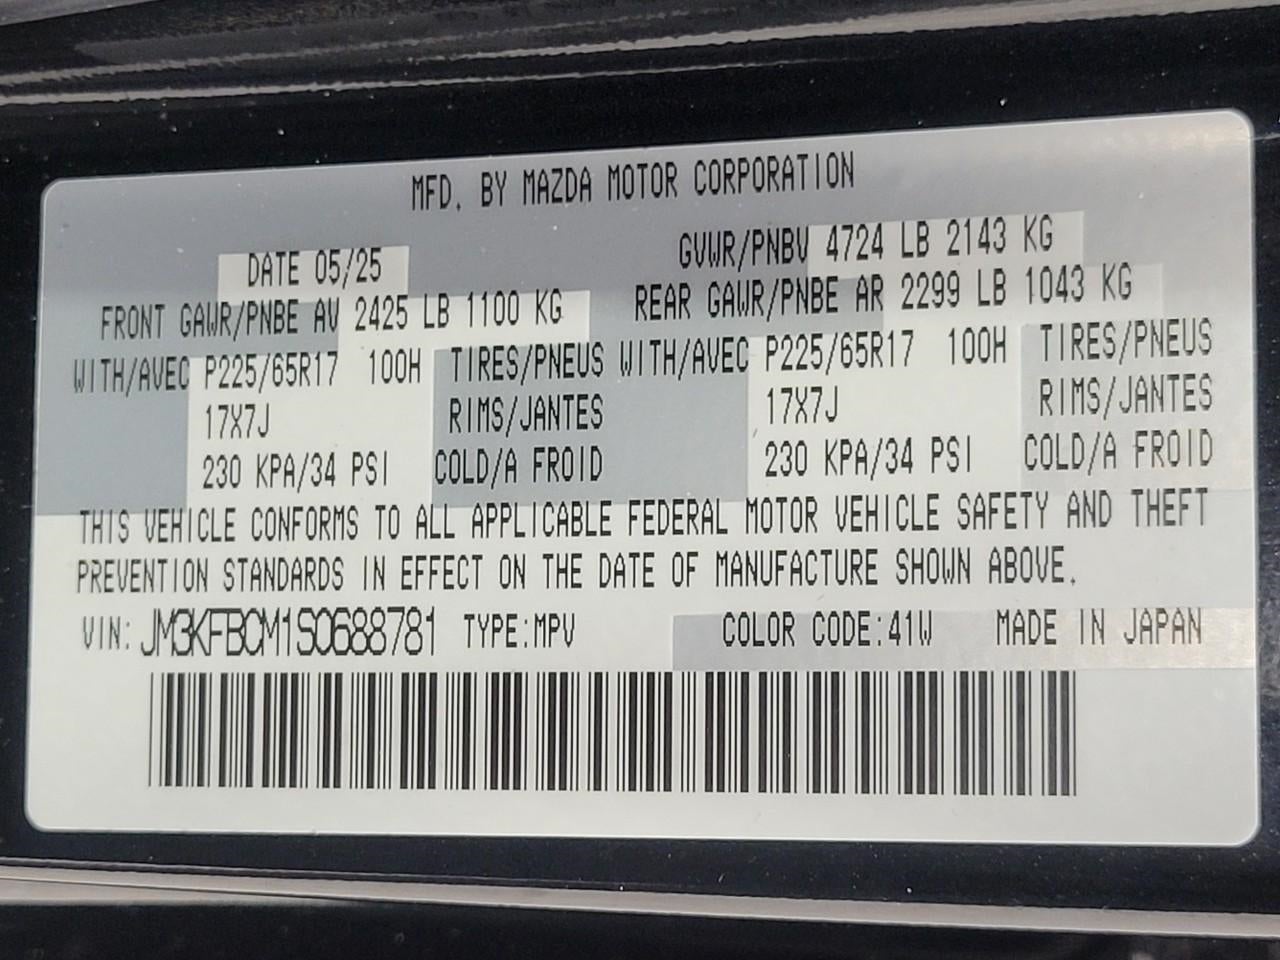 MFD. BY MAZDA MOTOR CORPORATION
DATE 05/25 GVWR/PNBV 4724 LB 2143 KG
FRONT GAWR/PNBE AV 2425 LB 1100 KG REAR GAWR/PNBE AR 2299 LB 1043 KG
WITH/AVEC P225/65R17 100H TIRES/PNEUS WITH/AVEC P225/65R17 100H TIRES/PNEUS
17X7J RIMS/JANTES 17X7J RIMS/JANTES
230 KPA/34 PSI COLD/A FROID 230 KPA/34 PSI COLD/A FROID
THIS VEHICLE CONFORMS TO ALL APPLICABLE FEDERAL MOTOR VEHICLE SAFETY AND THEFT
PREVENTION STANDARDS IN EFFECT ON THE DATE OF MANUFACTURE SHOWN ABOVE.
VIN: JM3KFBCM1S0688781 TYPE:MPV COLOR CODE:41W MADE IN JAPAN